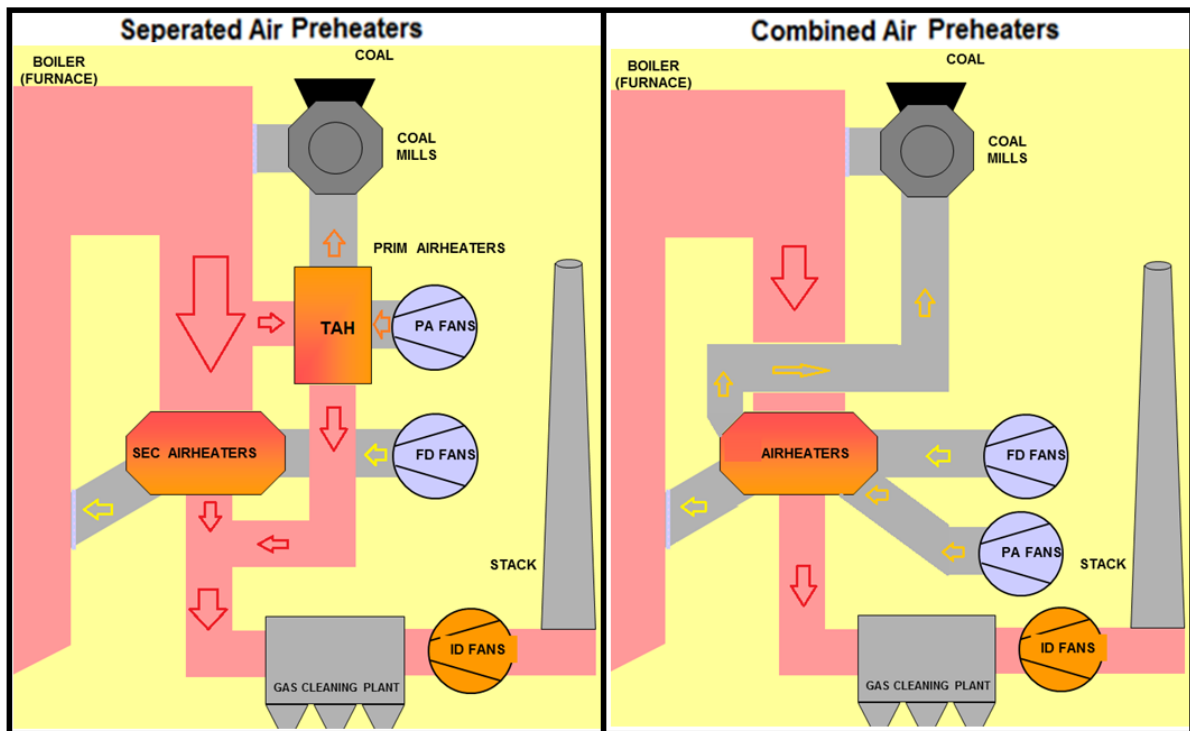 Seperated Air Preheaters
BOILER
(FURNACE)
COAL
COAL
MILLS
PRIM AIRHEATERS
TAH
PA FANS
SEC AIRHEATERS
FD FANS
STACK
ID FANS
GAS CLEANING PLANT
Combined Air Preheaters
BOILER
(FURNACE)
COAL
COAL
MILLS
AIRHEATERS
FD FANS
PA FANS
STACK
ID FANS
GAS CLEANING PLANT